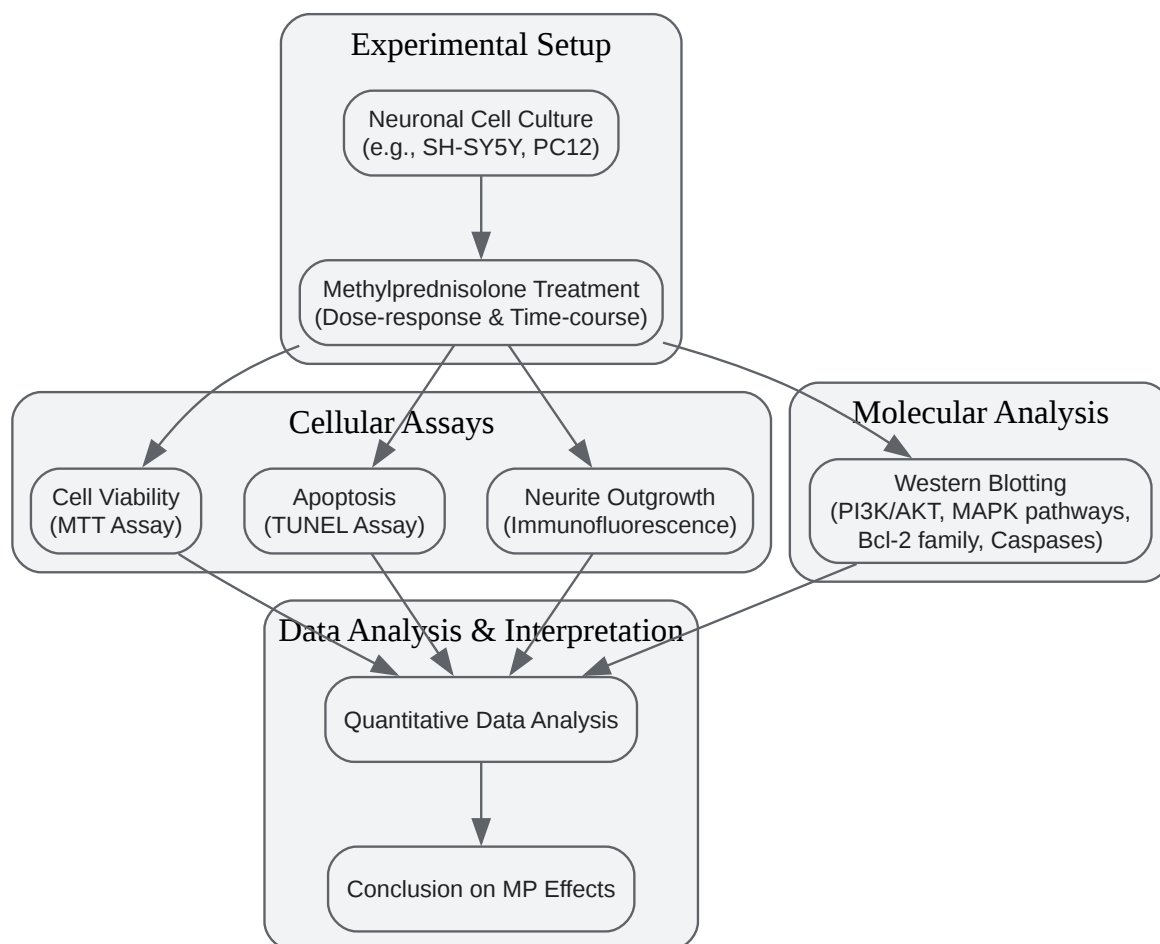 Experimental Setup
Neuronal Cell Culture
(e.g., SH-SY5Y, PC12)
Methylprednisolone Treatment
(Dose-response & Time-course)
Cellular Assays
Cell Viability
(MTT Assay)
Apoptosis
(TUNEL Assay)
Neurite Outgrowth
(Immunofluorescence)
Molecular Analysis
Western Blotting
(PI3K/AKT, MAPK pathways,
Bcl-2 family, Caspases)
Data Analysis & Interpretation
Quantitative Data Analysis
Conclusion on MP Effects